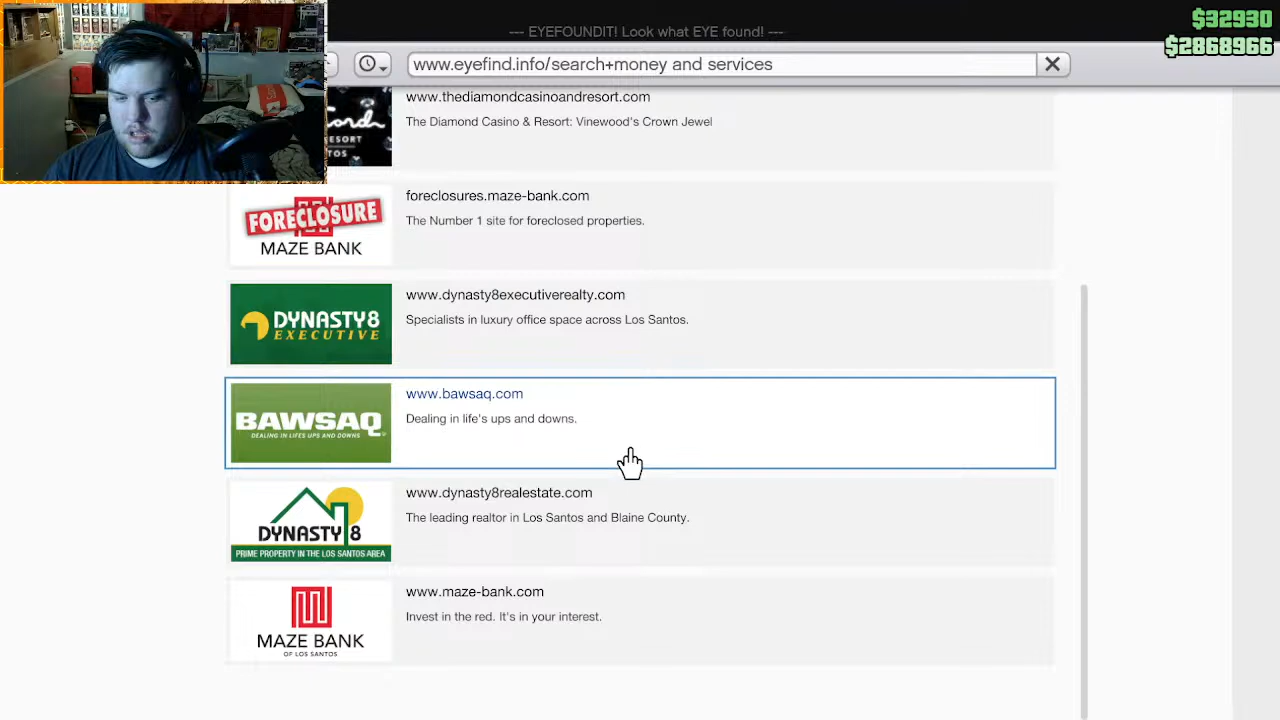 $32930
$2868966
--- EYEFOUNDIT! Look what EYE found! ---
www.eyefind.info/search+money and services
www.thediamondcasinoandresort.com
The Diamond Casino & Resort: Vinewood's Crown Jewel
ESORT
TOS
FORECLOSURE
MAZE BANK
foreclosures.maze-bank.com
The Number 1 site for foreclosed properties.
DYNASTY8
EXECUTIVE
www.dynasty8executiverealty.com
Specialists in luxury office space across Los Santos.
BAWSAQ
DEALING IN LIFES UPS AND DOWNS
www.bawsaq.com
Dealing in life's ups and downs.
DYNASTY 8
PRIME PROPERTY IN THE LOS SANTOS AREA
www.dynasty8realestate.com
The leading realtor in Los Santos and Blaine County.
MAZE BANK
OF LOS SANTOS
www.maze-bank.com
Invest in the red. It's in your interest.